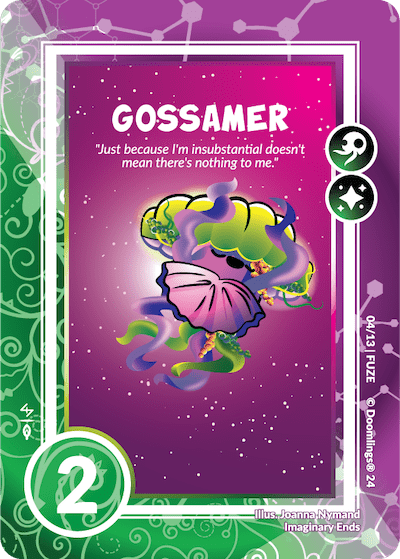 GOSSAMER
"Just because I'm insubstantial doesn't
mean there's nothing to me."
04/13 | FUZE © Doomlings® 24
2
Illus. Joanna Nymand
Imaginary Ends